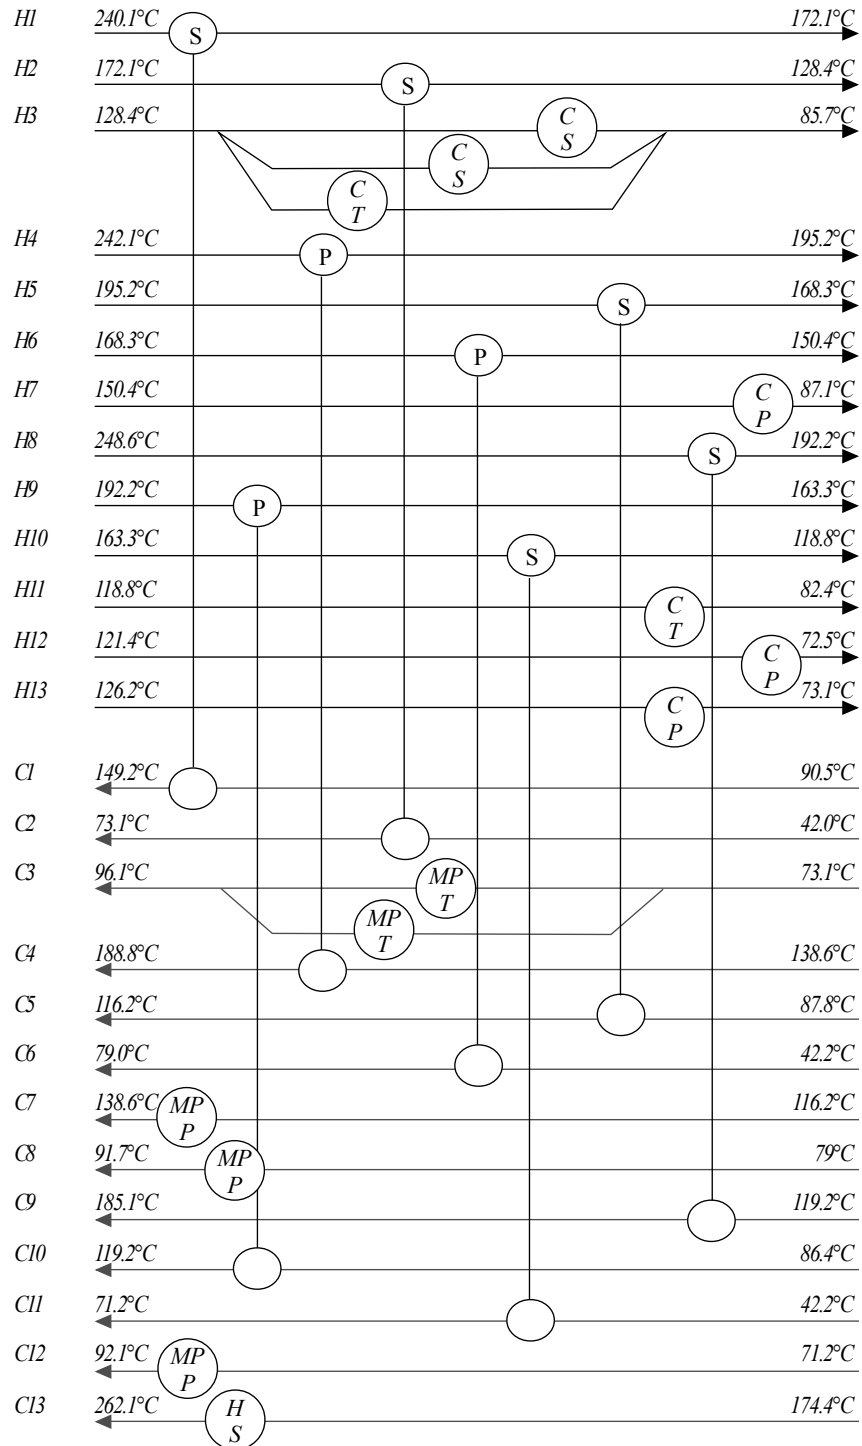 H1 240.1°C S 172.1°C
H2 172.1°C S 128.4°C
H3 128.4°C C S 85.7°C
C S
C T
H4 242.1°C P 195.2°C
H5 195.2°C S 168.3°C
H6 168.3°C P 150.4°C
H7 150.4°C C P 87.1°C
H8 248.6°C S 192.2°C
H9 192.2°C P 163.3°C
H10 163.3°C S 118.8°C
H11 118.8°C C T 82.4°C
H12 121.4°C C P 72.5°C
H13 126.2°C C P 73.1°C
C1 149.2°C 90.5°C
C2 73.1°C 42.0°C
C3 96.1°C MP T 73.1°C
MP T
C4 188.8°C 138.6°C
C5 116.2°C 87.8°C
C6 79.0°C 42.2°C
C7 138.6°C MP P 116.2°C
C8 91.7°C MP P 79°C
C9 185.1°C 119.2°C
C10 119.2°C 86.4°C
C11 71.2°C 42.2°C
C12 92.1°C MP P 71.2°C
C13 262.1°C H S 174.4°C